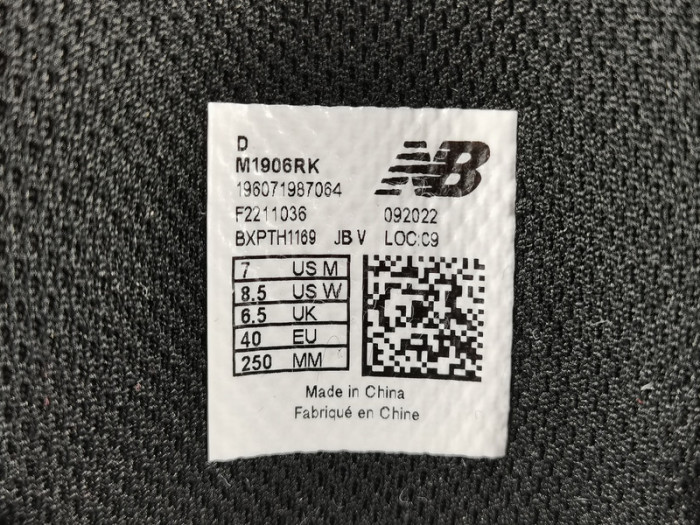 D
M1906RK
NB
196071987064
F2211036 092022
BXPTH1169 JB V LOC:C9
7 US M
8.5 US W
6.5 UK
40 EU
250 MM
Made in China
Fabriqué en Chine